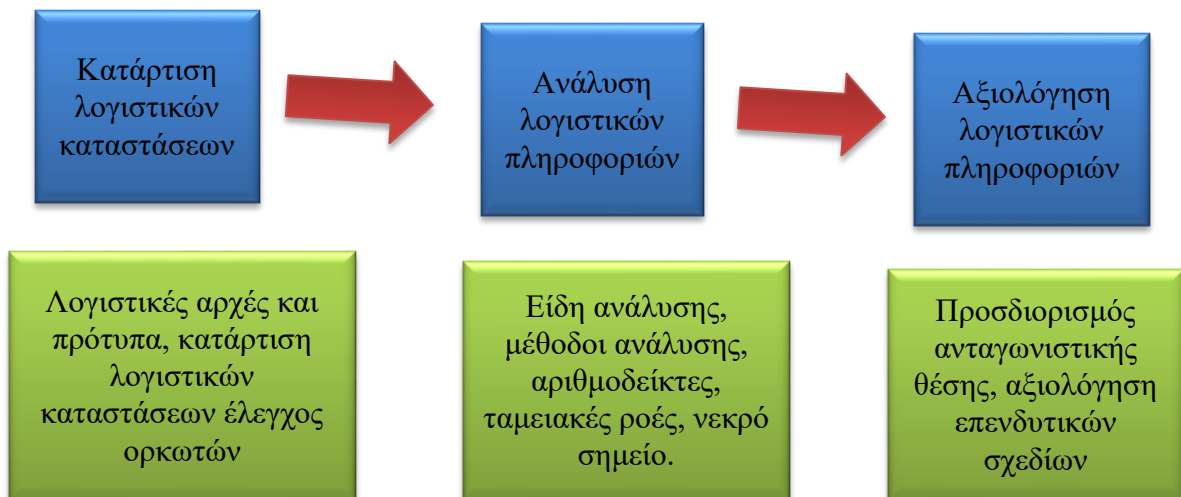 Κατάρτιση
λογιστικών
καταστάσεων
Ανάλυση
λογιστικών
πληροφοριών
Αξιολόγηση
λογιστικών
πληροφοριών
Λογιστικές αρχές και
πρότυπα, κατάρτιση
λογιστικών
καταστάσεων έλεγχος
ορκωτών
Είδη ανάλυσης,
μέθοδοι ανάλυσης,
αριθμοδείκτες,
ταμειακές ροές, νεκρό
σημείο.
Προσδιορισμός
ανταγωνιστικής
θέσης, αξιολόγηση
επενδυτικών
σχεδίων